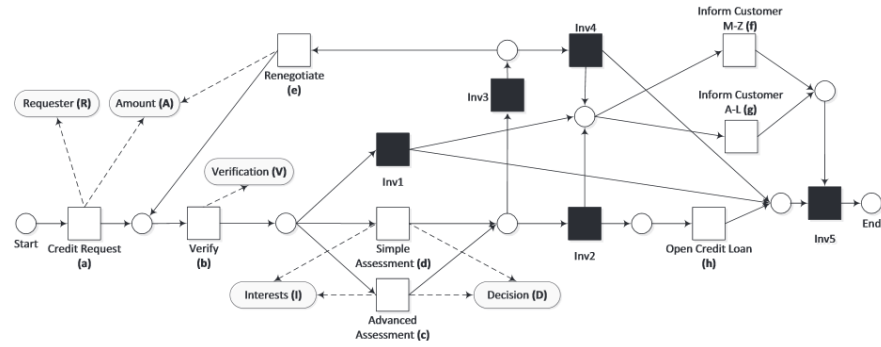 Inform Customer
M-Z (f)
Inv4
Renegotiate
(e)
Inv3
Requester (R)
Amount (A)
Inform Customer
A-L (g)
Verification (V)
Inv1
Start
Credit Request
(a)
Verify
(b)
Simple
Assessment (d)
Inv2
Open Credit Loan
(h)
Inv5
End
Interests (I)
Decision (D)
Advanced
Assessment (c)